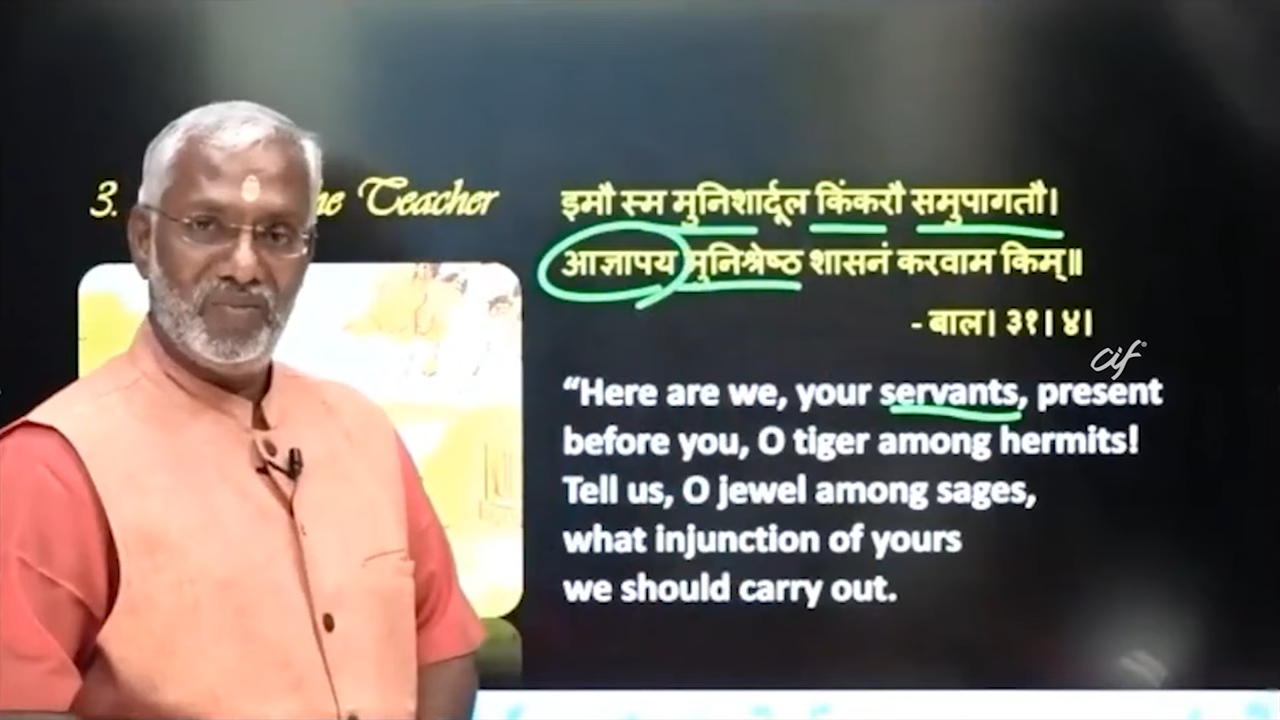 3. he Teacher
इमौ स्म मुनिशार्दूल किंकरौ समुपागतौ।
आज्ञापय मुनिश्रेष्ठ शासनं करवाम किम्॥
- बाल। ३१। ४।
cif
“Here are we, your servants, present
before you, O tiger among hermits!
Tell us, O jewel among sages,
what injunction of yours
we should carry out.